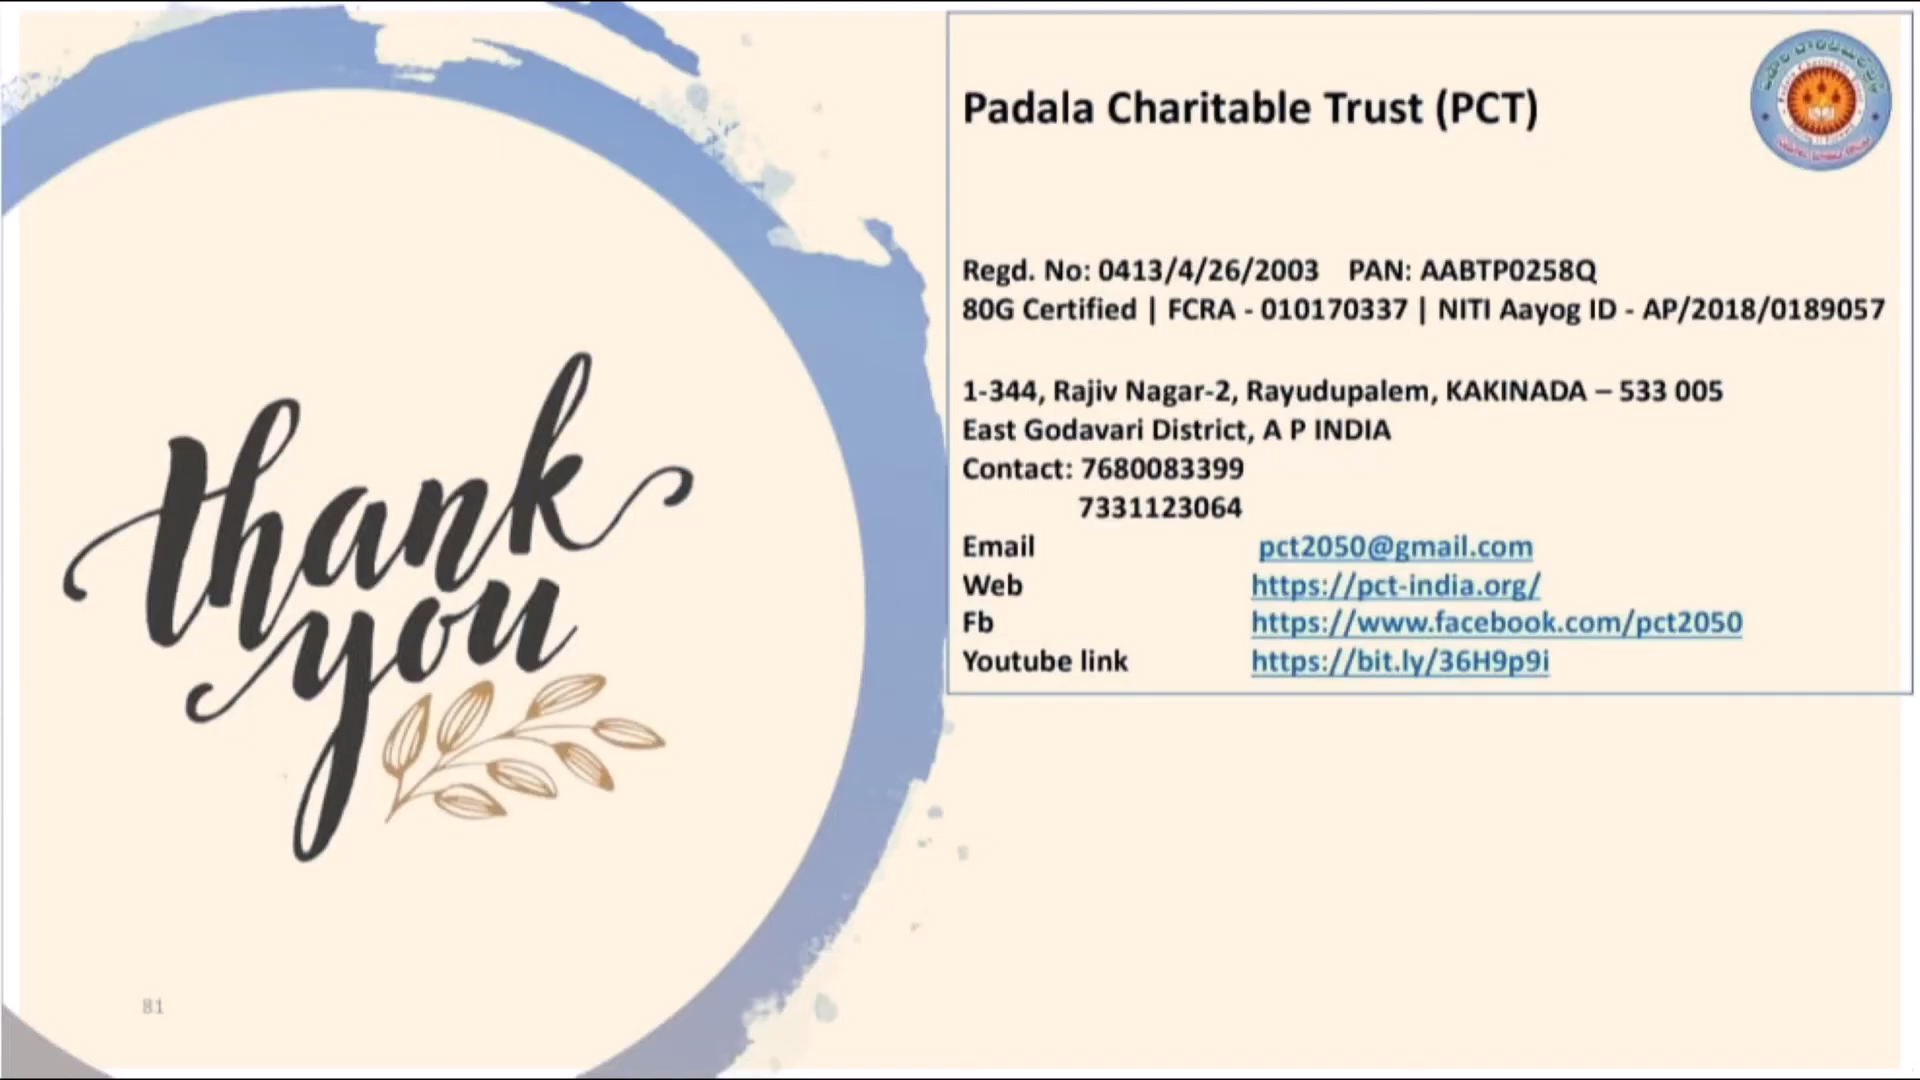 thank
you
Padala Charitable Trust (PCT)
Regd. No: 0413/4/26/2003 PAN: AABTP0258Q
80G Certified | FCRA - 010170337 | NITI Aayog ID - AP/2018/0189057
1-344, Rajiv Nagar-2, Rayudupalem, KAKINADA – 533 005
East Godavari District, A P INDIA
Contact: 7680083399
7331123064
Email pct2050@gmail.com
Web https://pct-india.org/
Fb https://www.facebook.com/pct2050
Youtube link https://bit.ly/36H9p9i